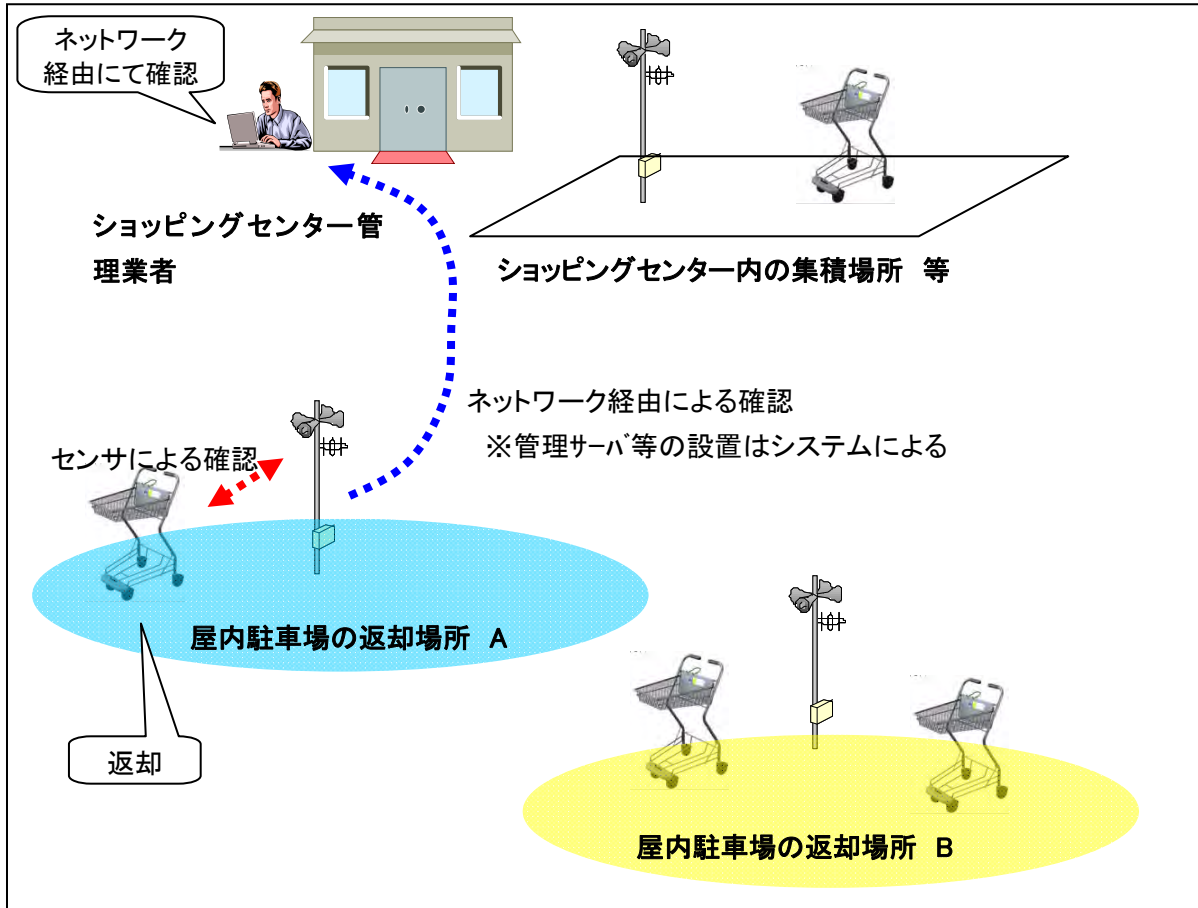 ネットワーク
経由にて確認
ショッピングセンター管
理業者
ショッピングセンター内の集積場所 等
ネットワーク経由による確認
※管理サーバ等の設置はシステムによる
センサによる確認
屋内駐車場の返却場所 A
返却
屋内駐車場の返却場所 B